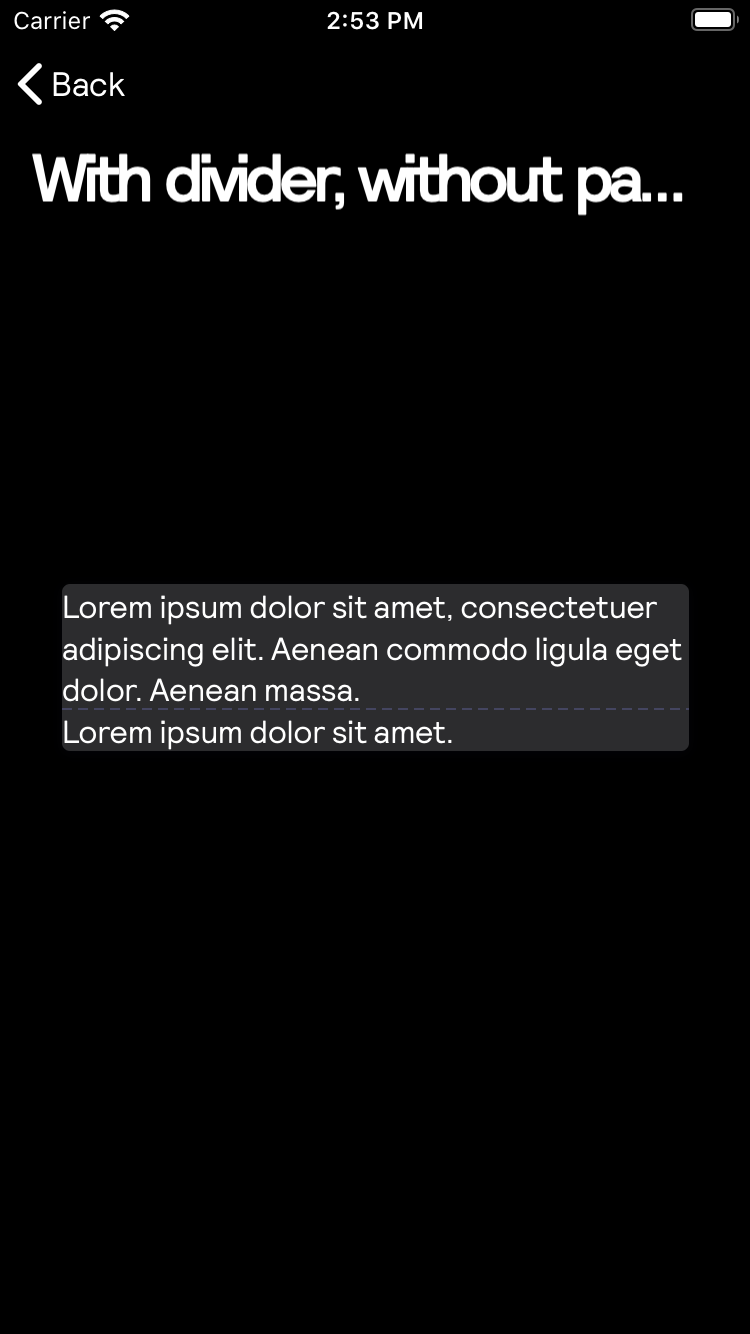 Carrier
2:53 PM
Back
With divider, without pa...
Lorem ipsum dolor sit amet, consectetuer
adipiscing elit. Aenean commodo ligula eget
dolor. Aenean massa.
Lorem ipsum dolor sit amet.